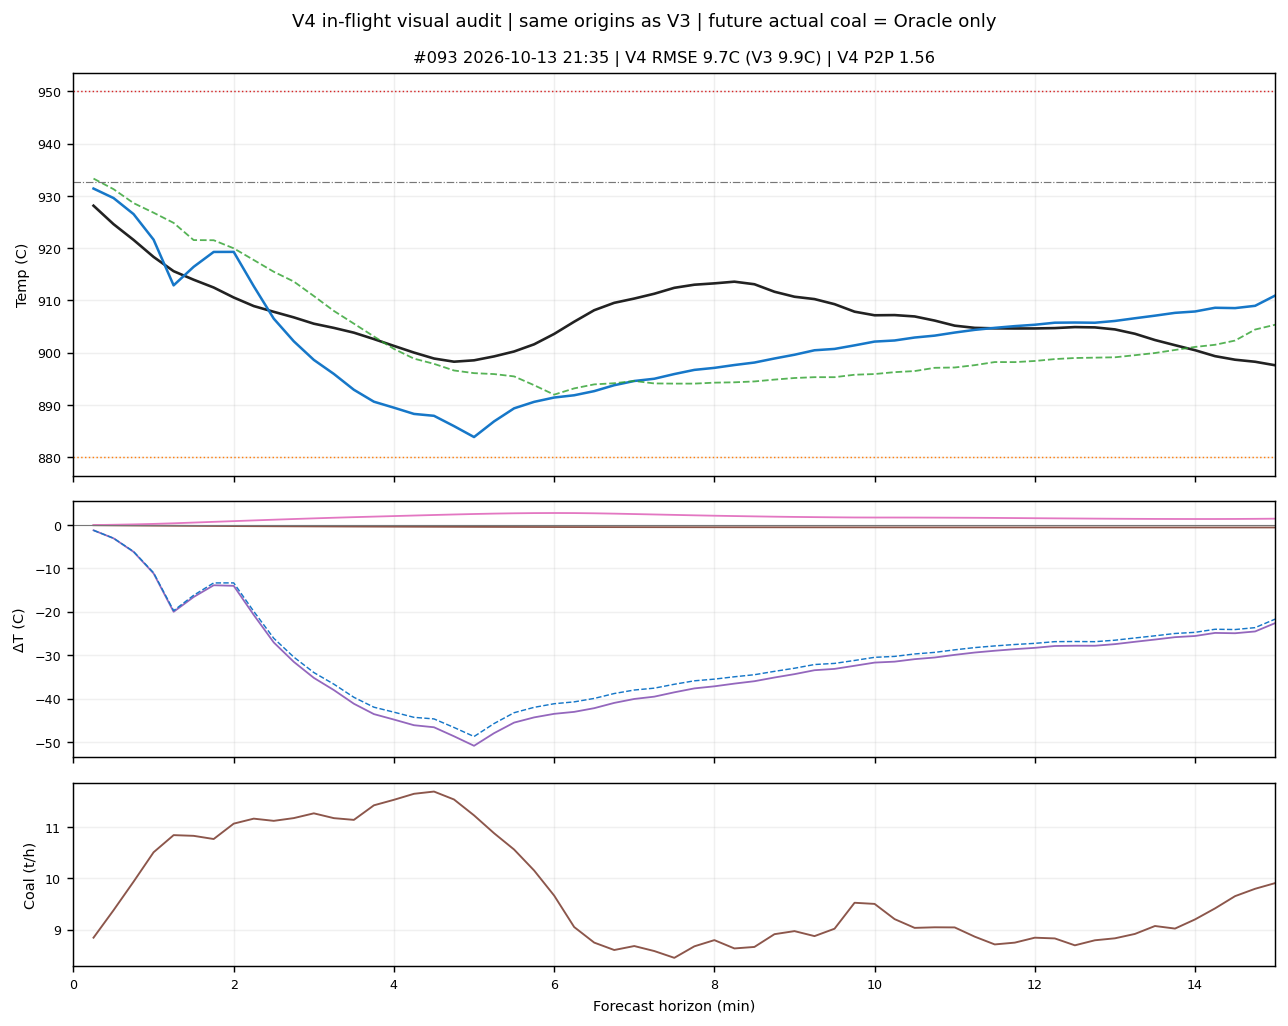 V4 in-flight visual audit | same origins as V3 | future actual coal = Oracle only
#093 2026-10-13 21:35 | V4 RMSE 9.7C (V3 9.9C) | V4 P2P 1.56
950
940
930
920
910
900
890
880
Temp (C)
0
−10
−20
−30
−40
−50
ΔT (C)
11
10
9
Coal (t/h)
0 2 4 6 8 10 12 14
Forecast horizon (min)